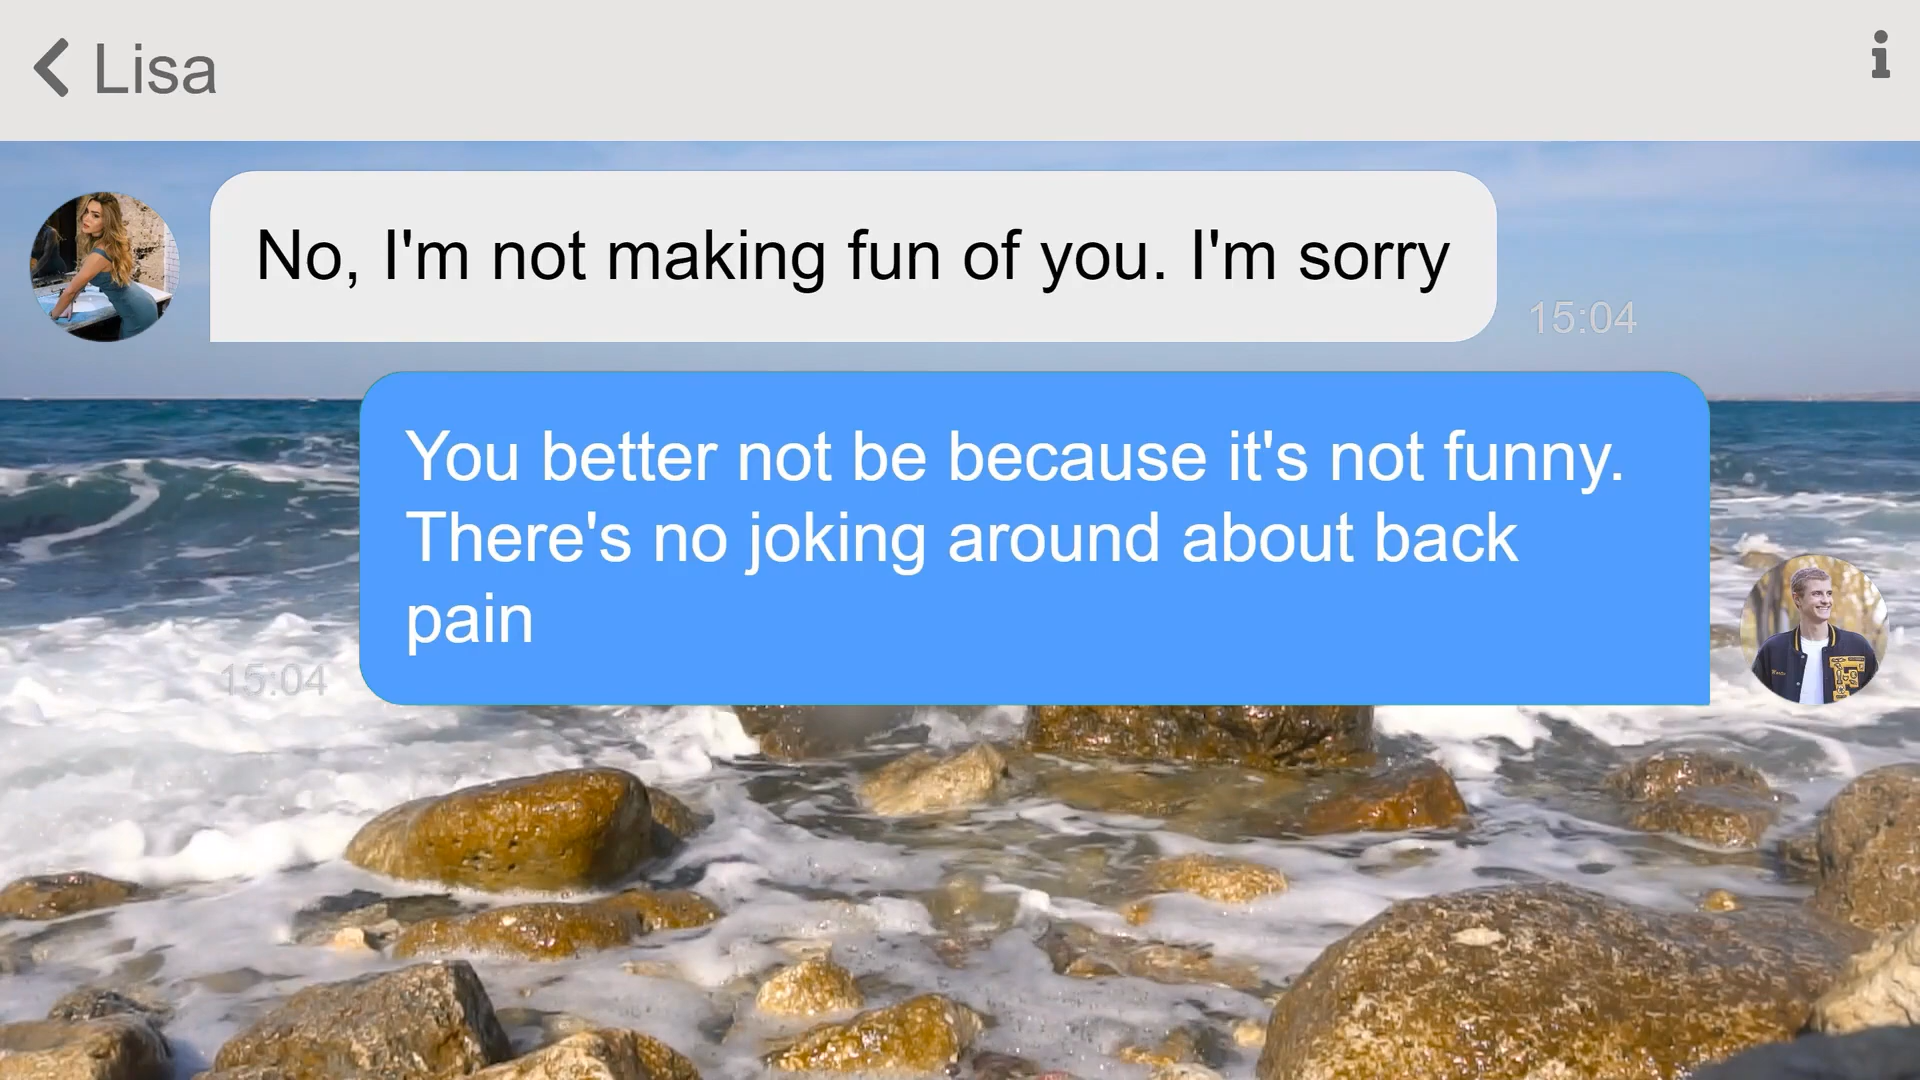 Lisa
No, I'm not making fun of you. I'm sorry
15:04
You better not be because it's not funny.
There's no joking around about back
pain
15:04